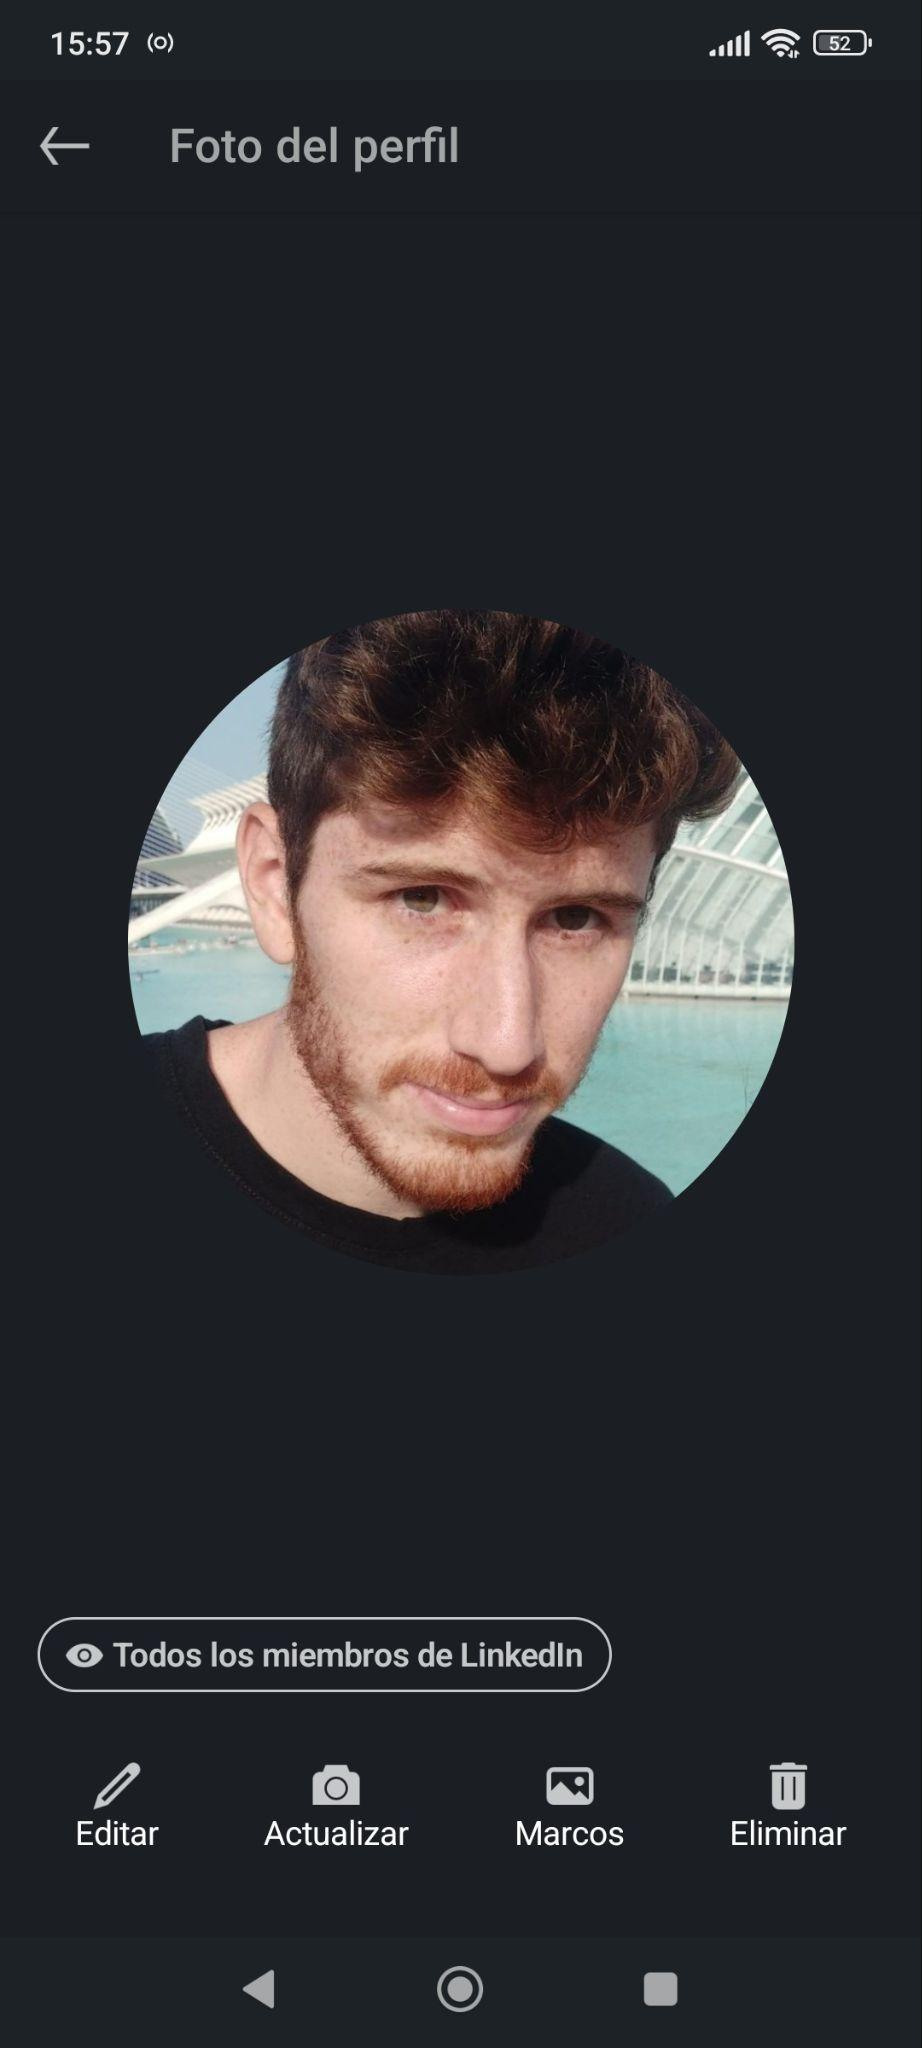 15:57
52
Foto del perfil
Todos los miembros de LinkedIn
Editar
Actualizar
Marcos
Eliminar